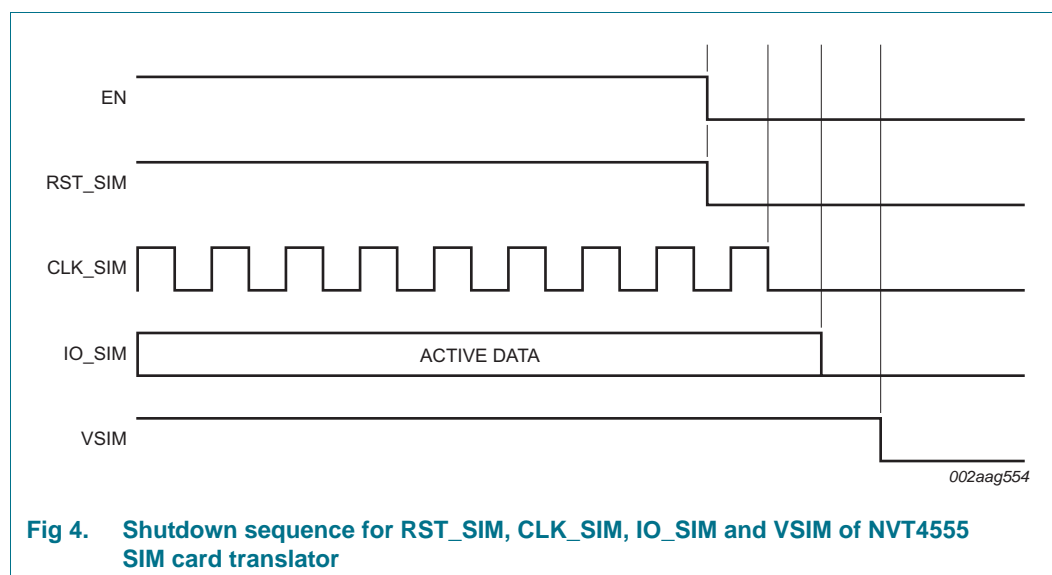 EN
RST_SIM
CLK_SIM
IO_SIM
ACTIVE DATA
VSIM
002aag554
Fig 4. Shutdown sequence for RST_SIM, CLK_SIM, IO_SIM and VSIM of NVT4555
SIM card translator